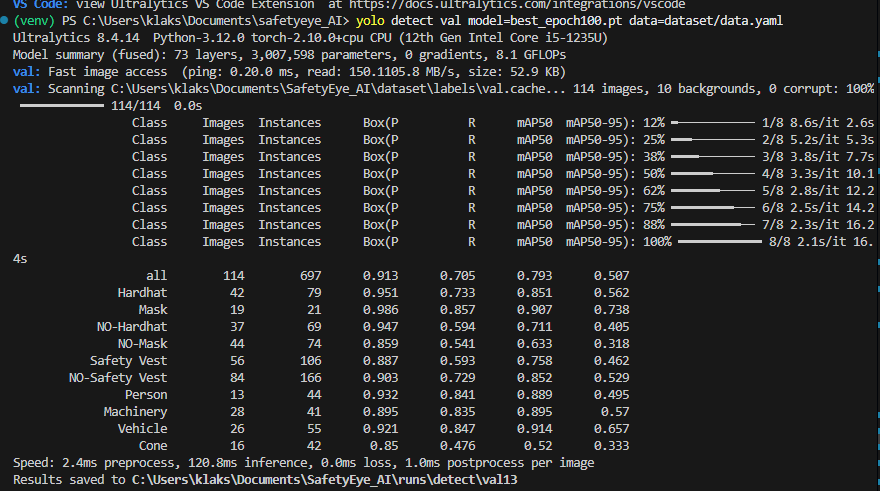 VS Code: view Ultralytics VS Code Extension at https://docs.ultralytics.com/integrations/vscode
(venv) PS C:\Users\klaks\Documents\safetyeye_AI> yolo detect val model=best_epoch100.pt data=dataset/data.yaml
Ultralytics 8.4.14 Python-3.12.0 torch-2.10.0+cpu CPU (12th Gen Intel Core i5-1235U)
Model summary (fused): 73 layers, 3,007,598 parameters, 0 gradients, 8.1 GFLOPs
val: Fast image access (ping: 0.20.0 ms, read: 150.1105.8 MB/s, size: 52.9 KB)
val: Scanning C:\Users\klaks\Documents\SafetyEye_AI\dataset\labels\val.cache... 114 images, 10 backgrounds, 0 corrupt: 100%
114/114 0.0s
Class Images Instances Box(P R mAP50 mAP50-95): 12% 1/8 8.6s/it 2.6s
Class Images Instances Box(P R mAP50 mAP50-95): 25% 2/8 5.2s/it 5.3s
Class Images Instances Box(P R mAP50 mAP50-95): 38% 3/8 3.8s/it 7.7s
Class Images Instances Box(P R mAP50 mAP50-95): 50% 4/8 3.3s/it 10.1
Class Images Instances Box(P R mAP50 mAP50-95): 62% 5/8 2.8s/it 12.2
Class Images Instances Box(P R mAP50 mAP50-95): 75% 6/8 2.5s/it 14.2
Class Images Instances Box(P R mAP50 mAP50-95): 88% 7/8 2.3s/it 16.2
Class Images Instances Box(P R mAP50 mAP50-95): 100% 8/8 2.1s/it 16.
4s
all 114 697 0.913 0.705 0.793 0.507
Hardhat 42 79 0.951 0.733 0.851 0.562
Mask 19 21 0.986 0.857 0.907 0.738
NO-Hardhat 37 69 0.947 0.594 0.711 0.405
NO-Mask 44 74 0.859 0.541 0.633 0.318
Safety Vest 56 106 0.887 0.593 0.758 0.462
NO-Safety Vest 84 166 0.903 0.729 0.852 0.529
Person 13 44 0.932 0.841 0.889 0.495
Machinery 28 41 0.895 0.835 0.895 0.57
Vehicle 26 55 0.921 0.847 0.914 0.657
Cone 16 42 0.85 0.476 0.52 0.333
Speed: 2.4ms preprocess, 120.8ms inference, 0.0ms loss, 1.0ms postprocess per image
Results saved to C:\Users\klaks\Documents\SafetyEye_AI\runs\detect\val13